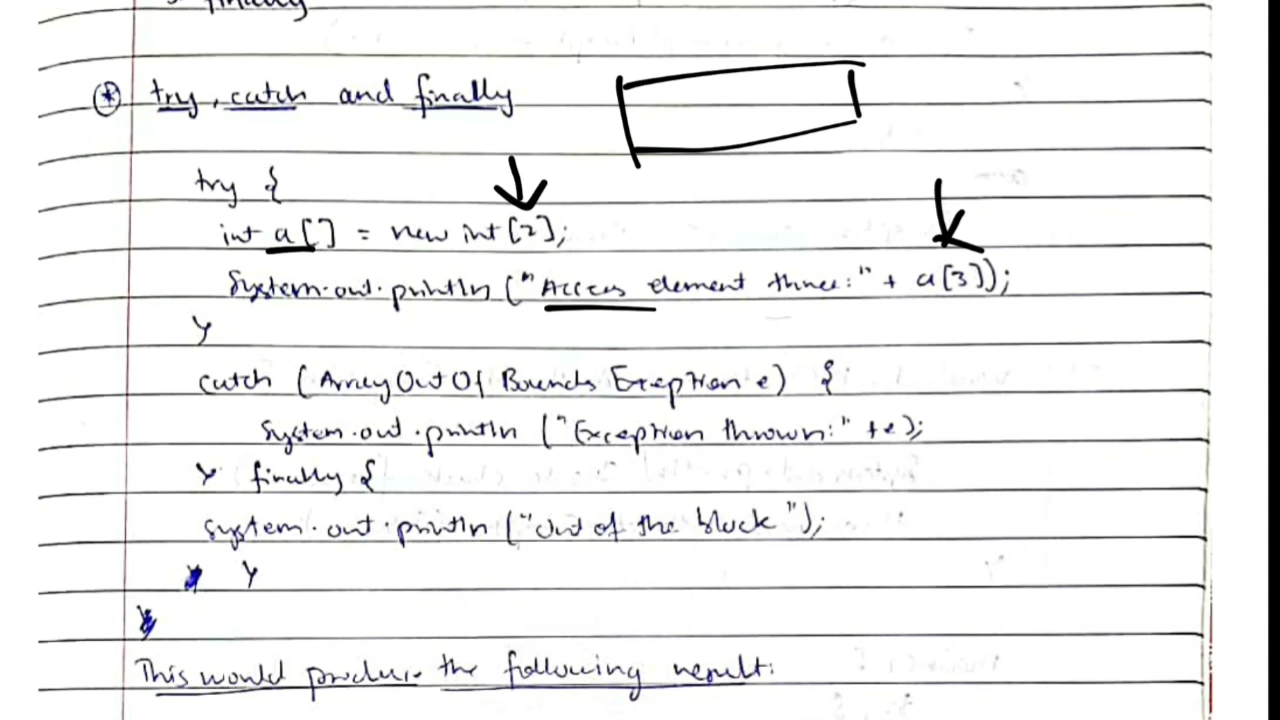 finally
* try, catch and finally
try {
int a[] = new int[2];
System.out.println ("Access element three:" + a[3]);
}
catch (ArrayOutOfBoundsException e) {
System.out.println ("Exception thrown:" +e);
} finally {
System.out.println ("out of the block");
}
This would produce the following result: